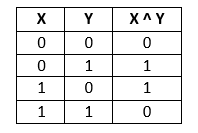 X Y X ^ Y
0 0 0
0 1 1
1 0 1
1 1 0